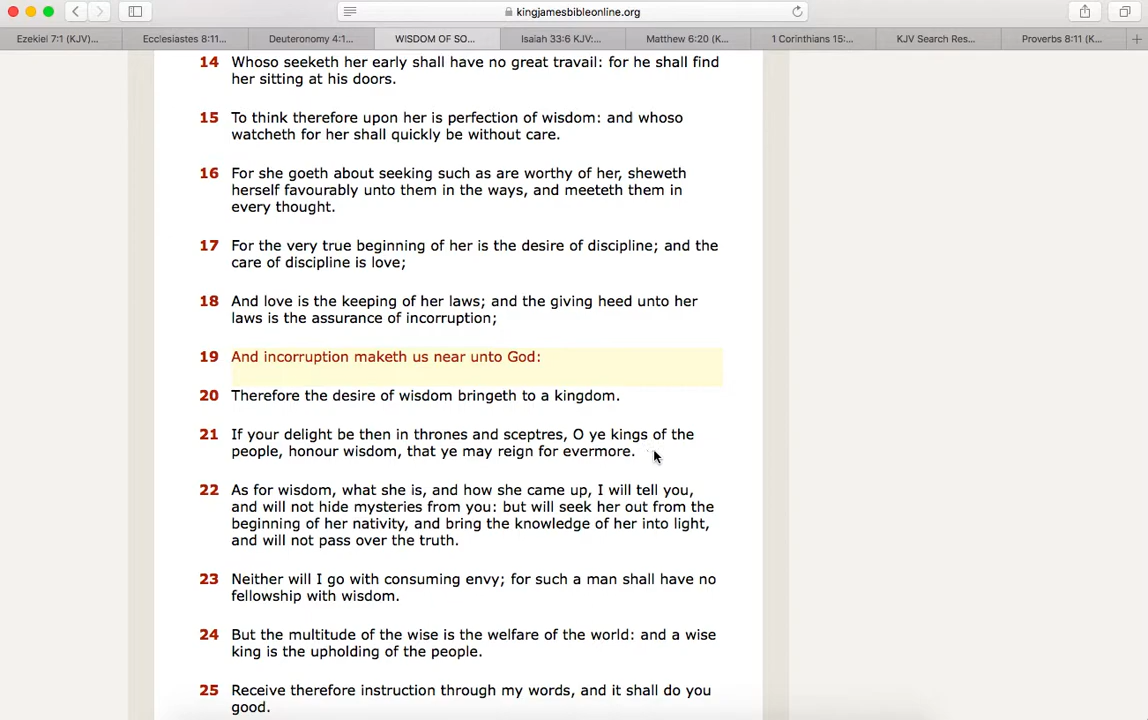 kingjamesbibleonline.org
Ezekiel 7:1 (KJV)...
Ecclesiastes 8:11...
Deuteronomy 4:1...
WISDOM OF SO...
Isaiah 33:6 KJV:...
Matthew 6:20 (K...
1 Corinthians 15:...
KJV Search Res...
Proverbs 8:11 (K...
14 Whoso seeketh her early shall have no great travail: for he shall find
her sitting at his doors.
15 To think therefore upon her is perfection of wisdom: and whoso
watcheth for her shall quickly be without care.
16 For she goeth about seeking such as are worthy of her, sheweth
herself favourably unto them in the ways, and meeteth them in
every thought.
17 For the very true beginning of her is the desire of discipline; and the
care of discipline is love;
18 And love is the keeping of her laws; and the giving heed unto her
laws is the assurance of incorruption;
19 And incorruption maketh us near unto God:
20 Therefore the desire of wisdom bringeth to a kingdom.
21 If your delight be then in thrones and sceptres, O ye kings of the
people, honour wisdom, that ye may reign for evermore.
22 As for wisdom, what she is, and how she came up, I will tell you,
and will not hide mysteries from you: but will seek her out from the
beginning of her nativity, and bring the knowledge of her into light,
and will not pass over the truth.
23 Neither will I go with consuming envy; for such a man shall have no
fellowship with wisdom.
24 But the multitude of the wise is the welfare of the world: and a wise
king is the upholding of the people.
25 Receive therefore instruction through my words, and it shall do you
good.